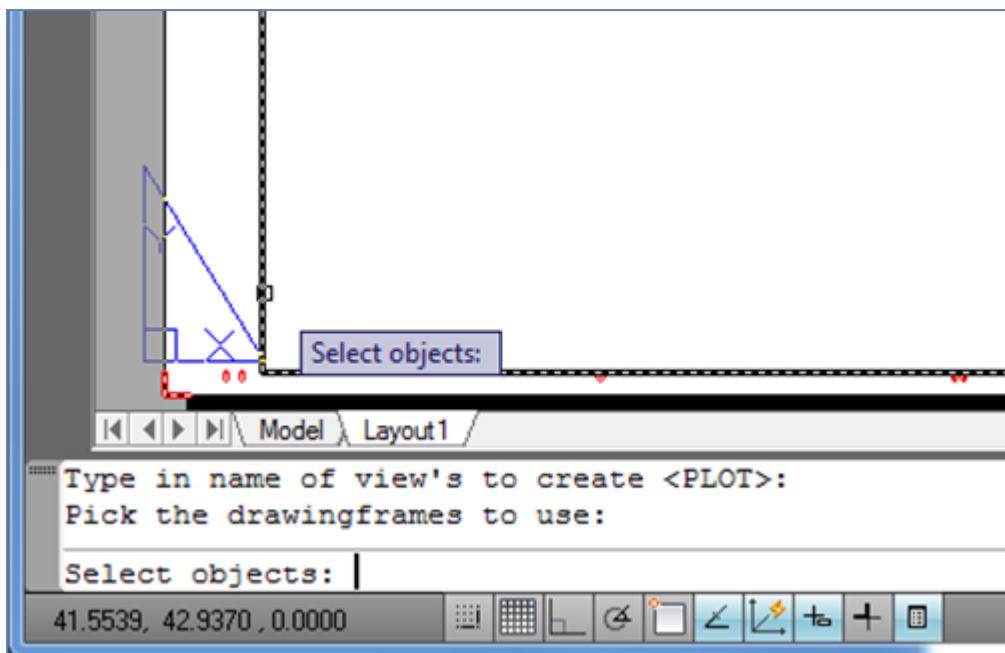 Y
X
Select objects:
Model Layout1
Type in name of view's to create <PLOT>:
Pick the drawingframes to use:
Select objects:
41.5539, 42.9370 , 0.0000